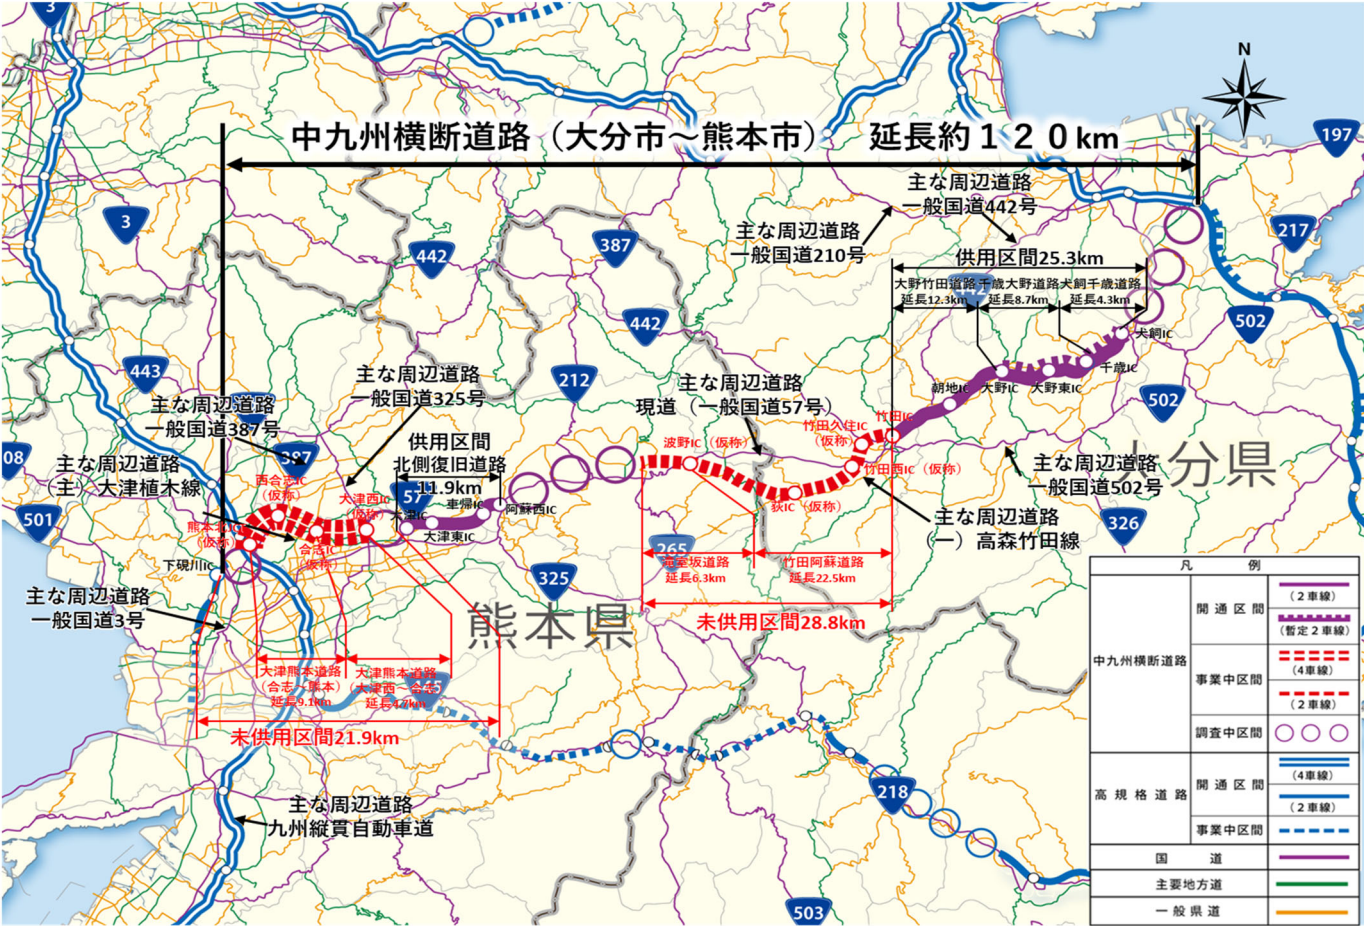 3
N
中九州横断道路（大分市～熊本市）　延長約１２０km
197
主な周辺道路
一般国道442号
3
主な周辺道路
一般国道210号
217
387
442
供用区間25.3km
大野竹田道路
延長12.3km
千歳大野道路
延長8.7km
犬飼千歳道路
延長4.3km
442
442
502
犬飼IC
千歳IC
大野東IC
大野IC
朝地IC
443
212
502
主な周辺道路
一般国道325号
主な周辺道路
現道（一般国道57号）
主な周辺道路
一般国道387号
竹田IC
竹田久住IC
（仮称）
供用区間
北側復旧道路
11.9km
波野IC（仮称）
大分県
387
主な周辺道路
（主）大津植木線
西合志IC
（仮称）
竹田西IC（仮称）
主な周辺道路
一般国道502号
08
大津西IC
（仮称）
57
車帰IC
阿蘇西IC
荻IC（仮称）
大津IC
大津東IC
501
熊本北IC
（仮称）
合志IC
（仮称）
主な周辺道路
（一）高森竹田線
326
265
下硯川IC
滝室坂道路
延長6.3km
竹田阿蘇道路
延長22.5km
325
主な周辺道路
一般国道3号
熊本県
未供用区間28.8km
大津熊本道路
（合志～熊本）
延長9.1km
大津熊本道路
（大津西～合志）
延長4.7km
445
未供用区間21.9km
218
主な周辺道路
九州縦貫自動車道
503
凡　例
中九州横断道路
開通区間
（２車線）
（暫定２車線）
事業中区間
（4車線）
（２車線）
調査中区間
高規格道路
開通区間
（4車線）
（２車線）
事業中区間
国　道
主要地方道
一般県道